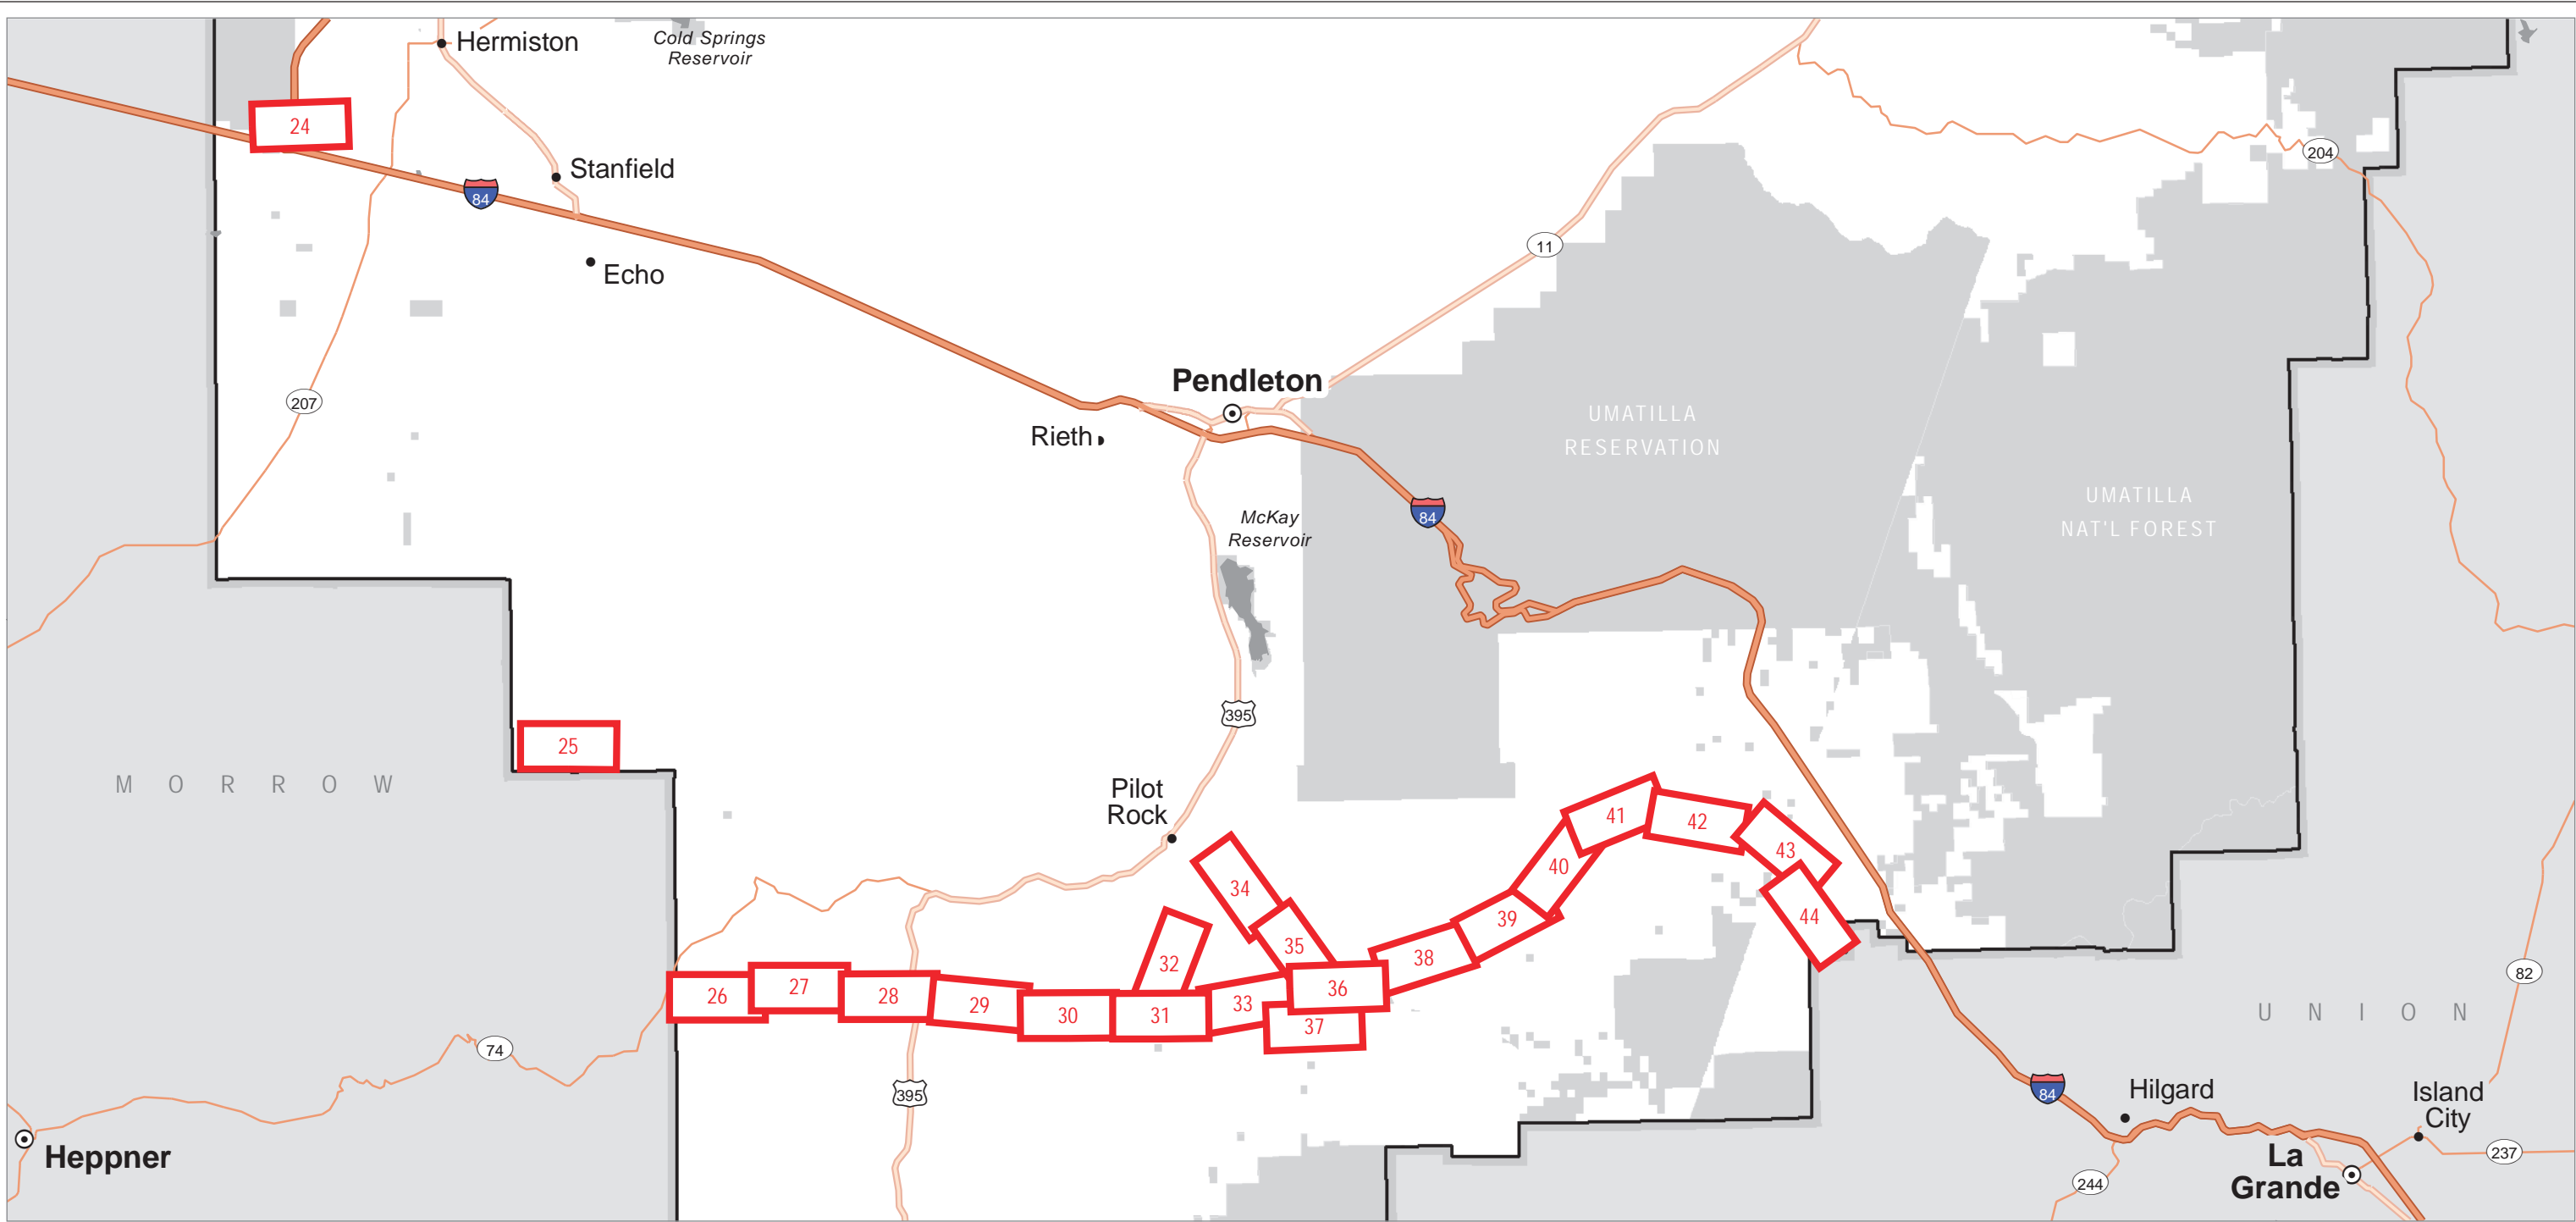 Hermiston
Cold Springs
Reservoir
24
204
Stanfield
84
11
Echo
Pendleton
207
UMATILLA
RESERVATION
Rieth
UMATILLA
NAT'L FOREST
84
McKay
Reservoir
395
25
MORROW
Pilot
Rock
41
42
43
40
34
44
39
35
38
32
82
26
27
28
29
30
31
33
36
37
UNION
74
395
84
Hilgard
Island
City
Heppner
La
Grande
237
244